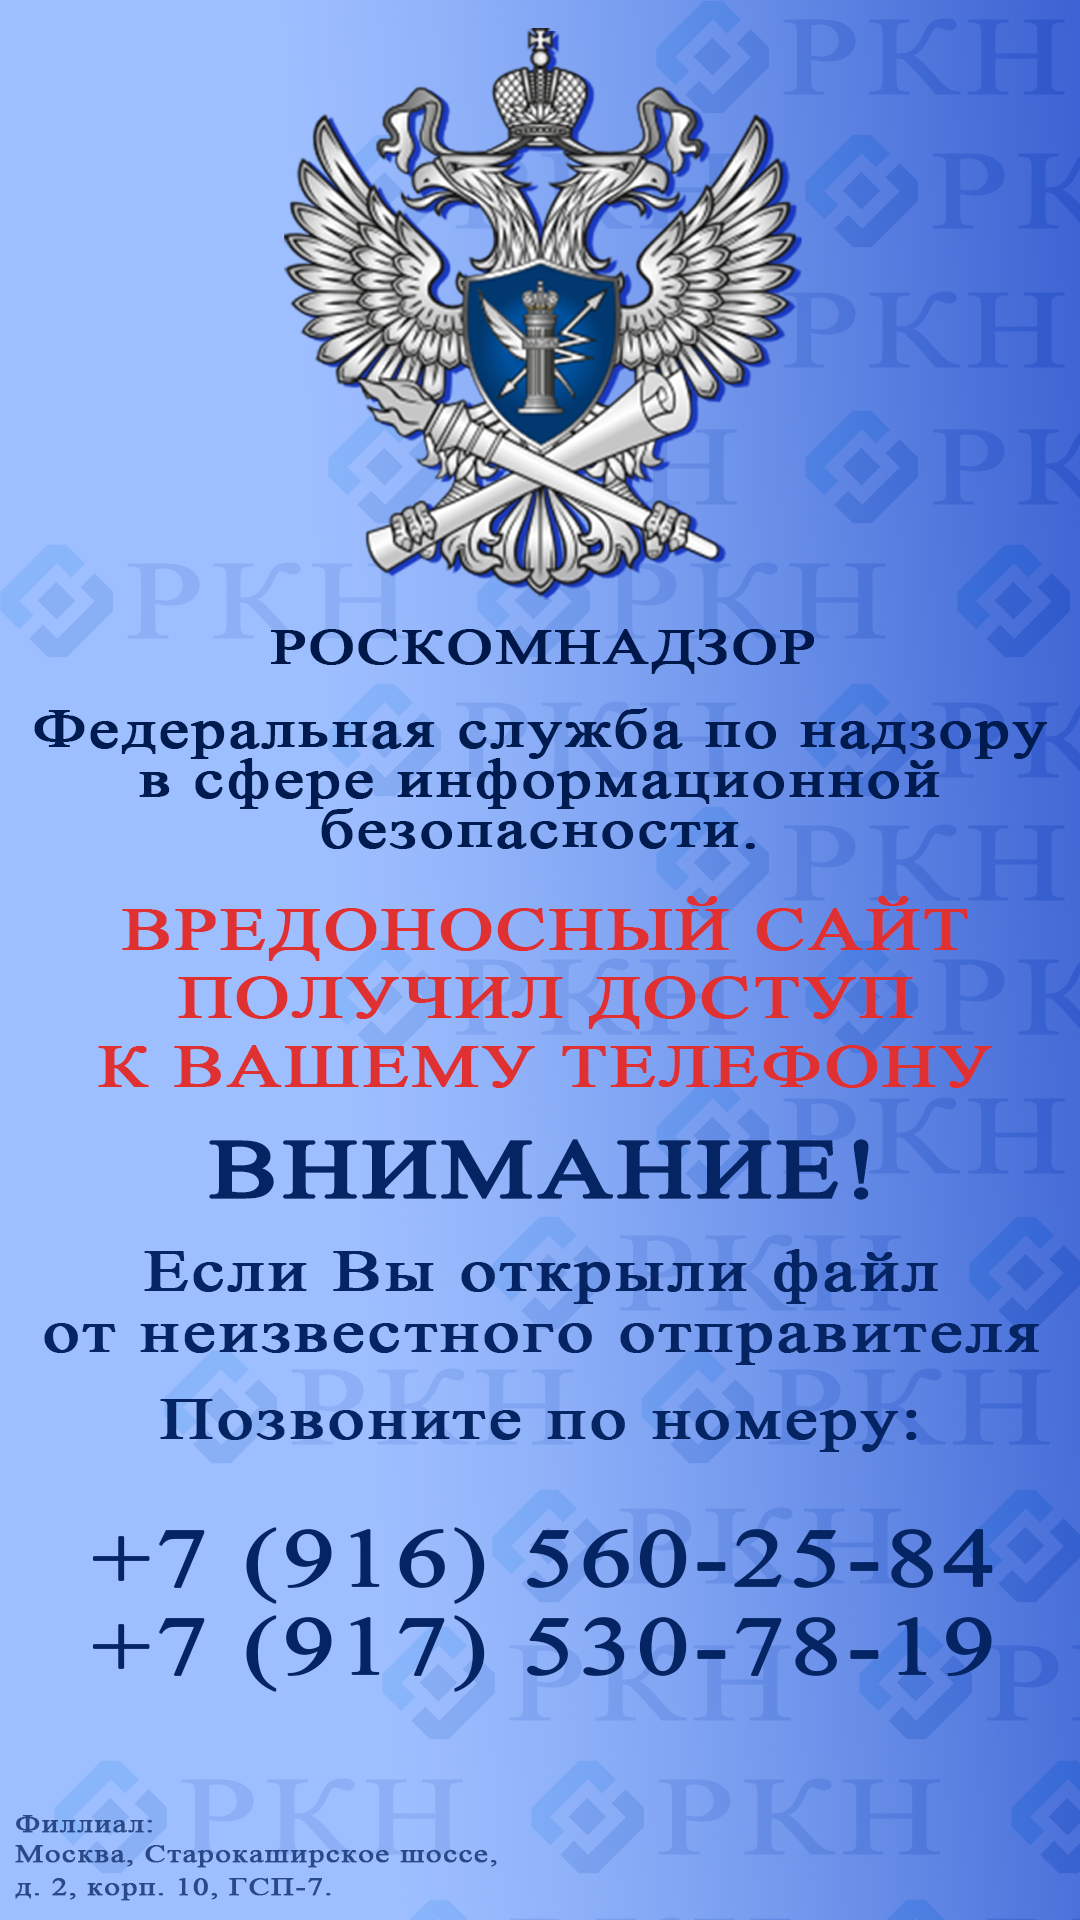 РОСКОМНАДЗОР
Федеральная служба по надзору
в сфере информационной
безопасности.
ВРЕДОНОСНЫЙ САЙТ
ПОЛУЧИЛ ДОСТУП
К ВАШЕМУ ТЕЛЕФОНУ
ВНИМАНИЕ!
Если Вы открыли файл
от неизвестного отправителя
Позвоните по номеру:
+7 (916) 560-25-84
+7 (917) 530-78-19
Филлиал:
Москва, Старокаширское шоссе,
д. 2, корп. 10, ГСП-7.
РКН